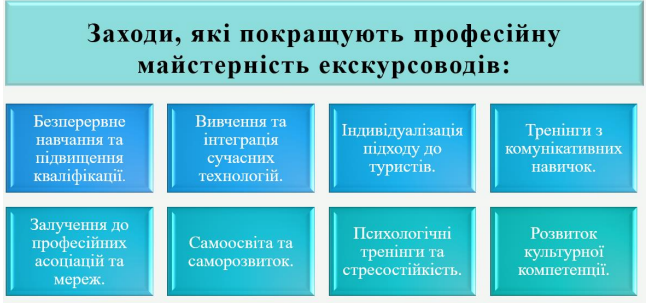 Заходи, які покращують професійну
майстерність екскурсоводів:
Безперервне
навчання та
підвищення
кваліфікації.
Вивчення та
інтеграція
сучасних
технологій.
Індивідуалізація
підходу до
туристів.
Тренінги з
комунікативних
навичок.
Залучення до
професійних
асоціацій та
мереж.
Самоосвіта та
саморозвиток.
Психологічні
тренінги та
стресостійкість.
Розвиток
культурної
компетенції.